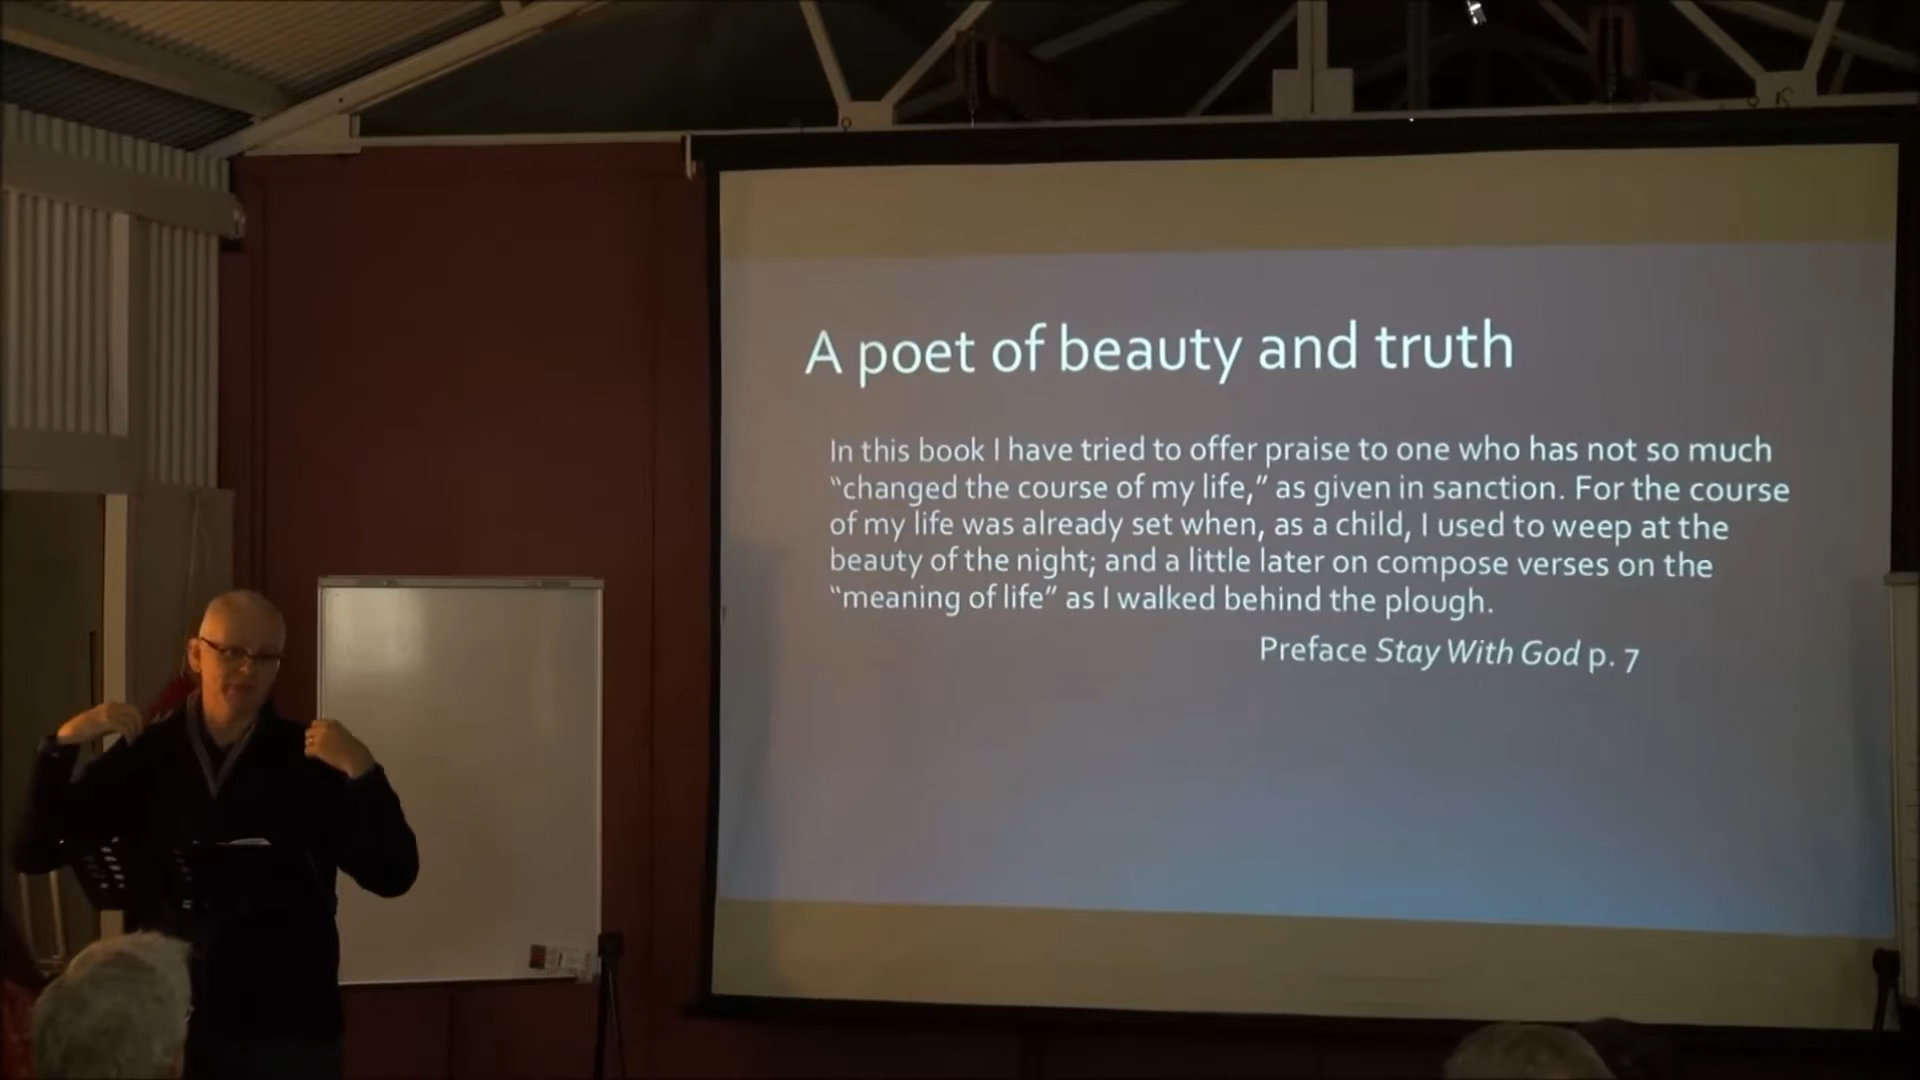 A poet of beauty and truth
In this book I have tried to offer praise to one who has not so much
“changed the course of my life,” as given in sanction. For the course
of my life was already set when, as a child, I used to weep at the
beauty of the night; and a little later on compose verses on the
“meaning of life” as I walked behind the plough.
Preface Stay With God p. 7